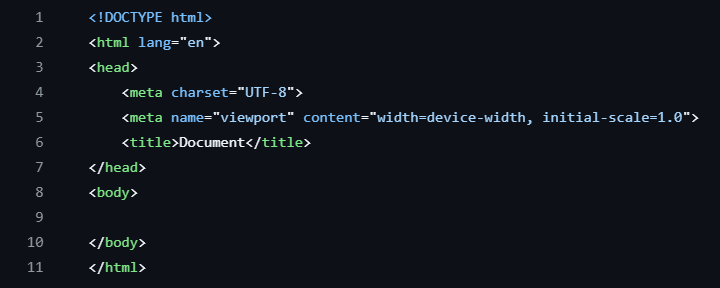 1 <!DOCTYPE html>
2 <html lang="en">
3 <head>
4     <meta charset="UTF-8">
5     <meta name="viewport" content="width=device-width, initial-scale=1.0">
6     <title>Document</title>
7 </head>
8 <body>
9
10 </body>
11 </html>